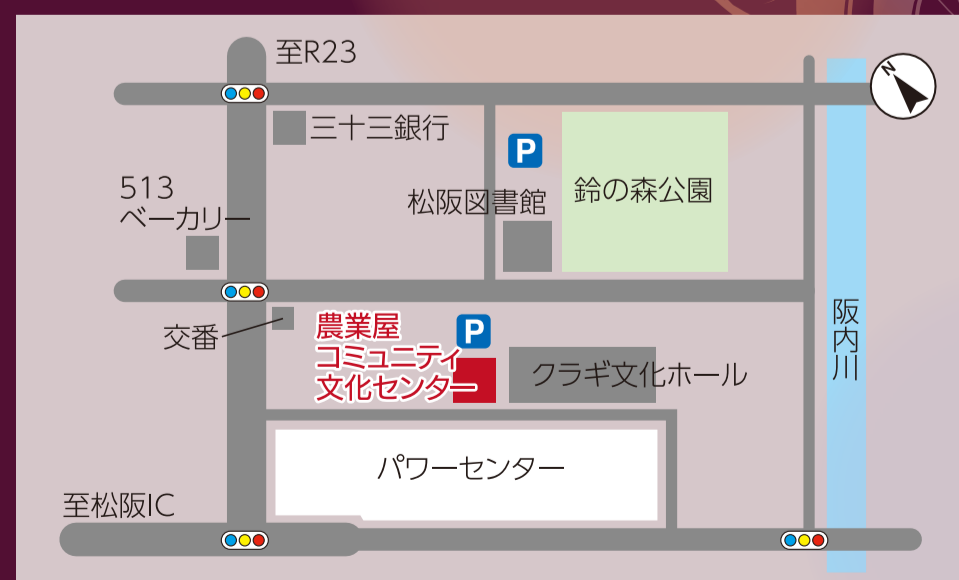 至R23
N
三十三銀行
P
513
ベーカリー
松阪図書館
鈴の森公園
交番
農業屋
コミュニティ
文化センター
P
クラギ文化ホール
阪内川
パワーセンター
至松阪IC